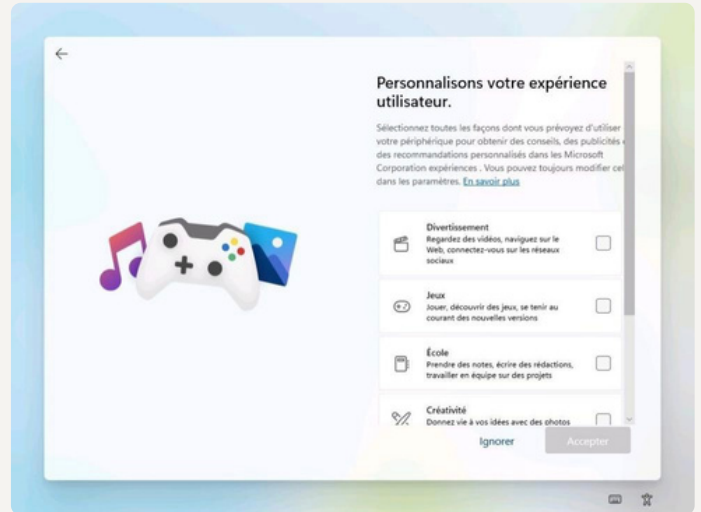 Personnalisons votre expérience
utilisateur.
Sélectionnez toutes les façons dont vous prévoyez d'utiliser
votre périphérique pour obtenir des conseils, des publicités
des recommandations personnalisés dans les Microsoft
Corporation expériences . Vous pouvez toujours modifier cel
dans les paramètres. En savoir plus
Divertissement
Regardez des vidéos, naviguez sur le
Web, connectez-vous sur les réseaux
sociaux
Jeux
Jouer, découvrir des jeux, se tenir au
courant des nouvelles versions
École
Prendre des notes, écrire des rédactions,
travailler en équipe sur des projets
Créativité
Donnez vie à vos idées avec des photos
Ignorer
Accepter